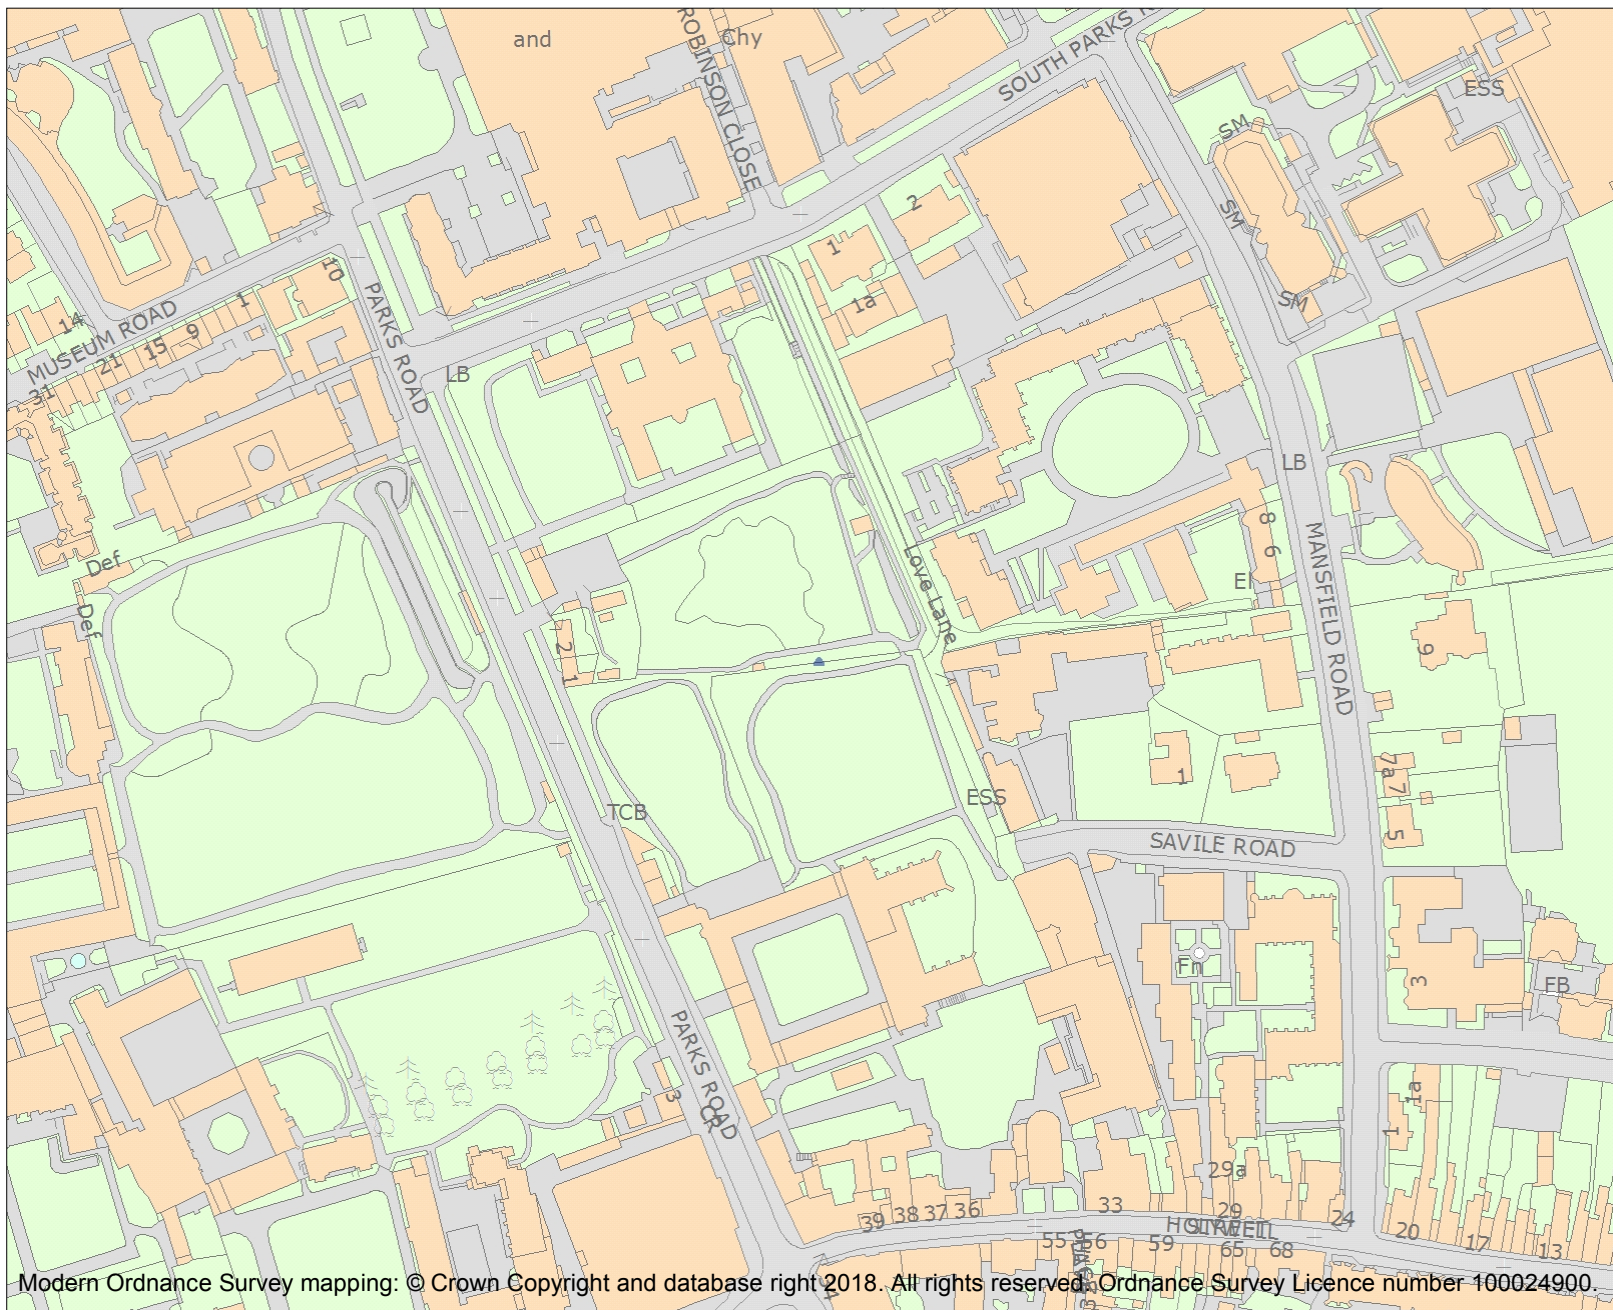 and
Chy
ROBINSON CLOSE
SOUTH PARKS R
ESS
SM
SM
SM
2
1
1a
10
1
14
9
15
21
31
MUSEUM ROAD
PARKS ROAD
LB
LB
8
6
El
MANSFIELD ROAD
Def
Def
Love Lane
2
1
9
7a
7
5
1
ESS
TCB
SAVILE ROAD
Fn
3
FB
PARKS ROAD
3
CR
1a
1
29a
29
33
24
39
38
37
36
HOLYWELL
STREET
20
17
13
55
56
59
65
68
Modern Ordnance Survey mapping: © Crown Copyright and database right 2018. All rights reserved. Ordnance Survey Licence number 100024900.